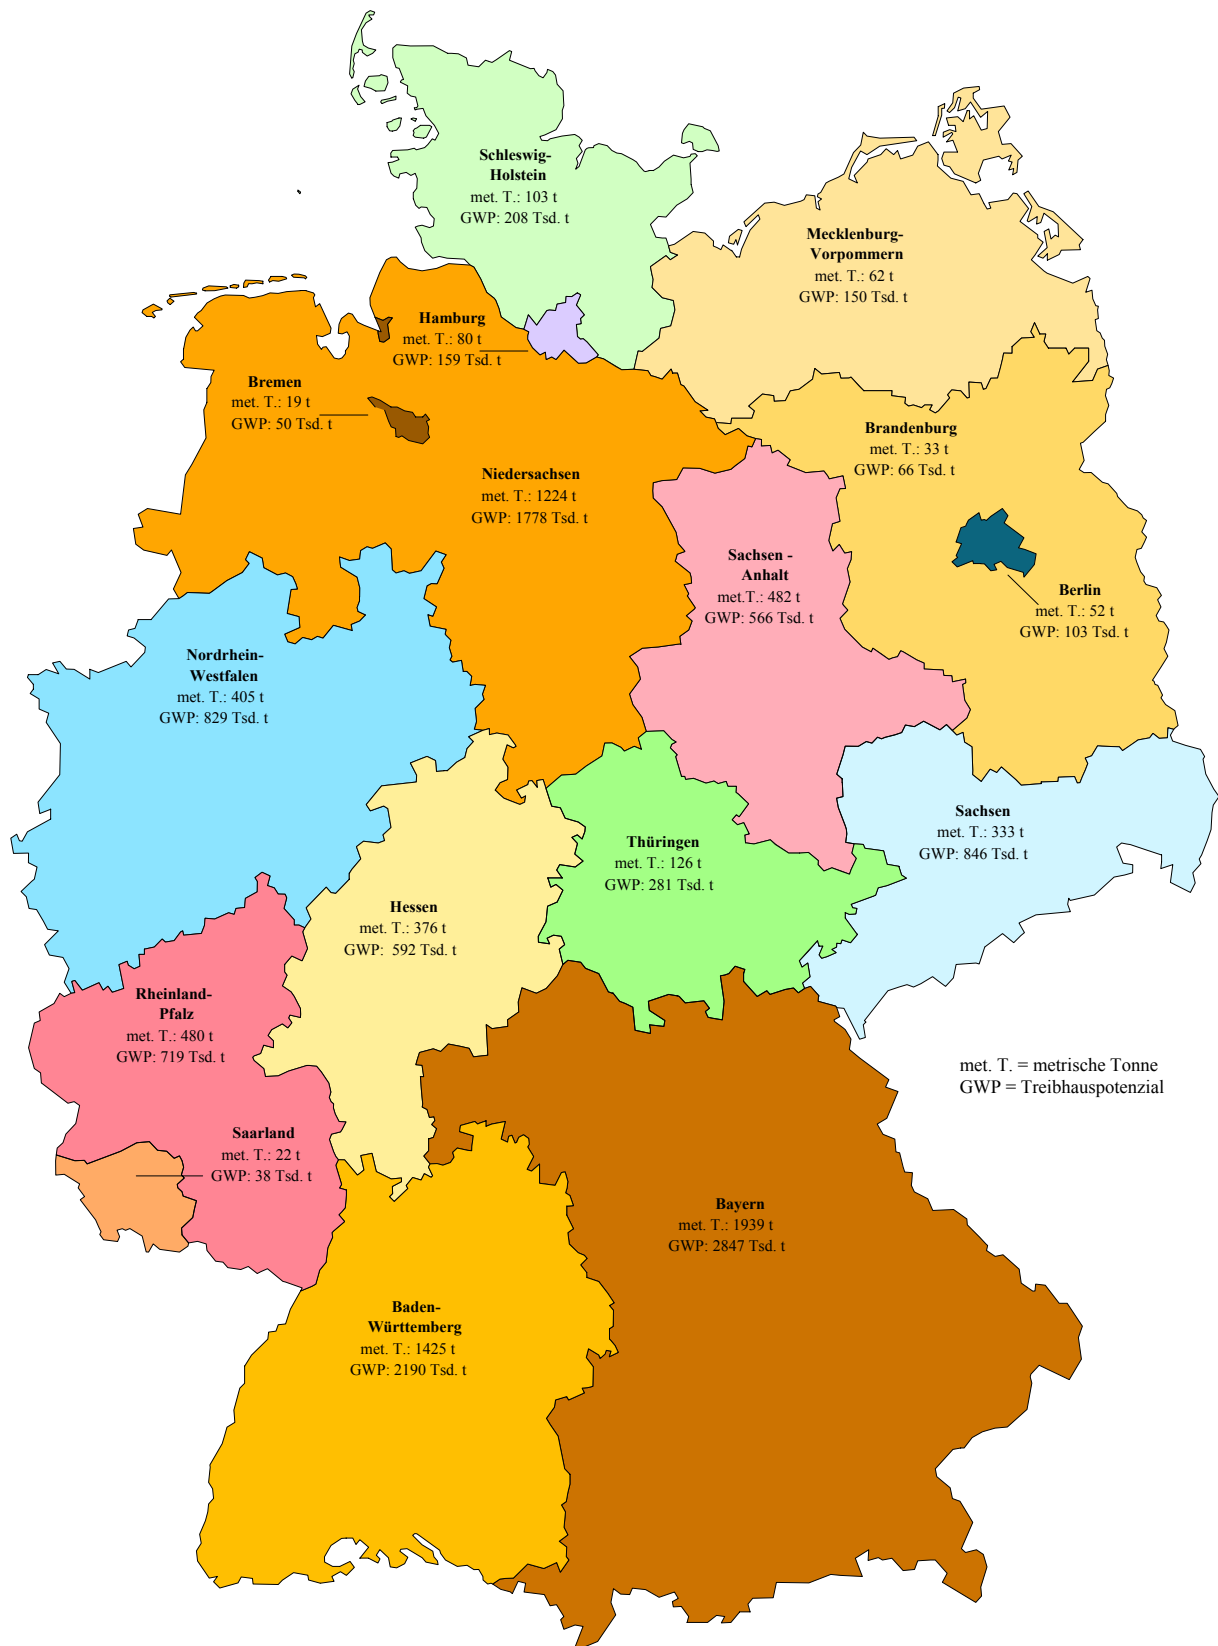 Schleswig-
Holstein
met. T.: 103 t
GWP: 208 Tsd. t
Mecklenburg-
Vorpommern
met. T.: 62 t
GWP: 150 Tsd. t
Hamburg
met. T.: 80 t
GWP: 159 Tsd. t
Bremen
met. T.: 19 t
GWP: 50 Tsd. t
Brandenburg
met. T.: 33 t
GWP: 66 Tsd. t
Niedersachsen
met. T.: 1224 t
GWP: 1778 Tsd. t
Sachsen -
Anhalt
met.T.: 482 t
GWP: 566 Tsd. t
Berlin
met. T.: 52 t
GWP: 103 Tsd. t
Nordrhein-
Westfalen
met. T.: 405 t
GWP: 829 Tsd. t
Sachsen
met. T.: 333 t
GWP: 846 Tsd. t
Thüringen
met. T.: 126 t
GWP: 281 Tsd. t
Hessen
met. T.: 376 t
GWP:  592 Tsd. t
Rheinland-
Pfalz
met. T.: 480 t
GWP: 719 Tsd. t
met. T. = metrische Tonne
GWP = Treibhauspotenzial
Saarland
met. T.: 22 t
GWP: 38 Tsd. t
Bayern
met. T.: 1939 t
GWP: 2847 Tsd. t
Baden-
Württemberg
met. T.: 1425 t
GWP: 2190 Tsd. t